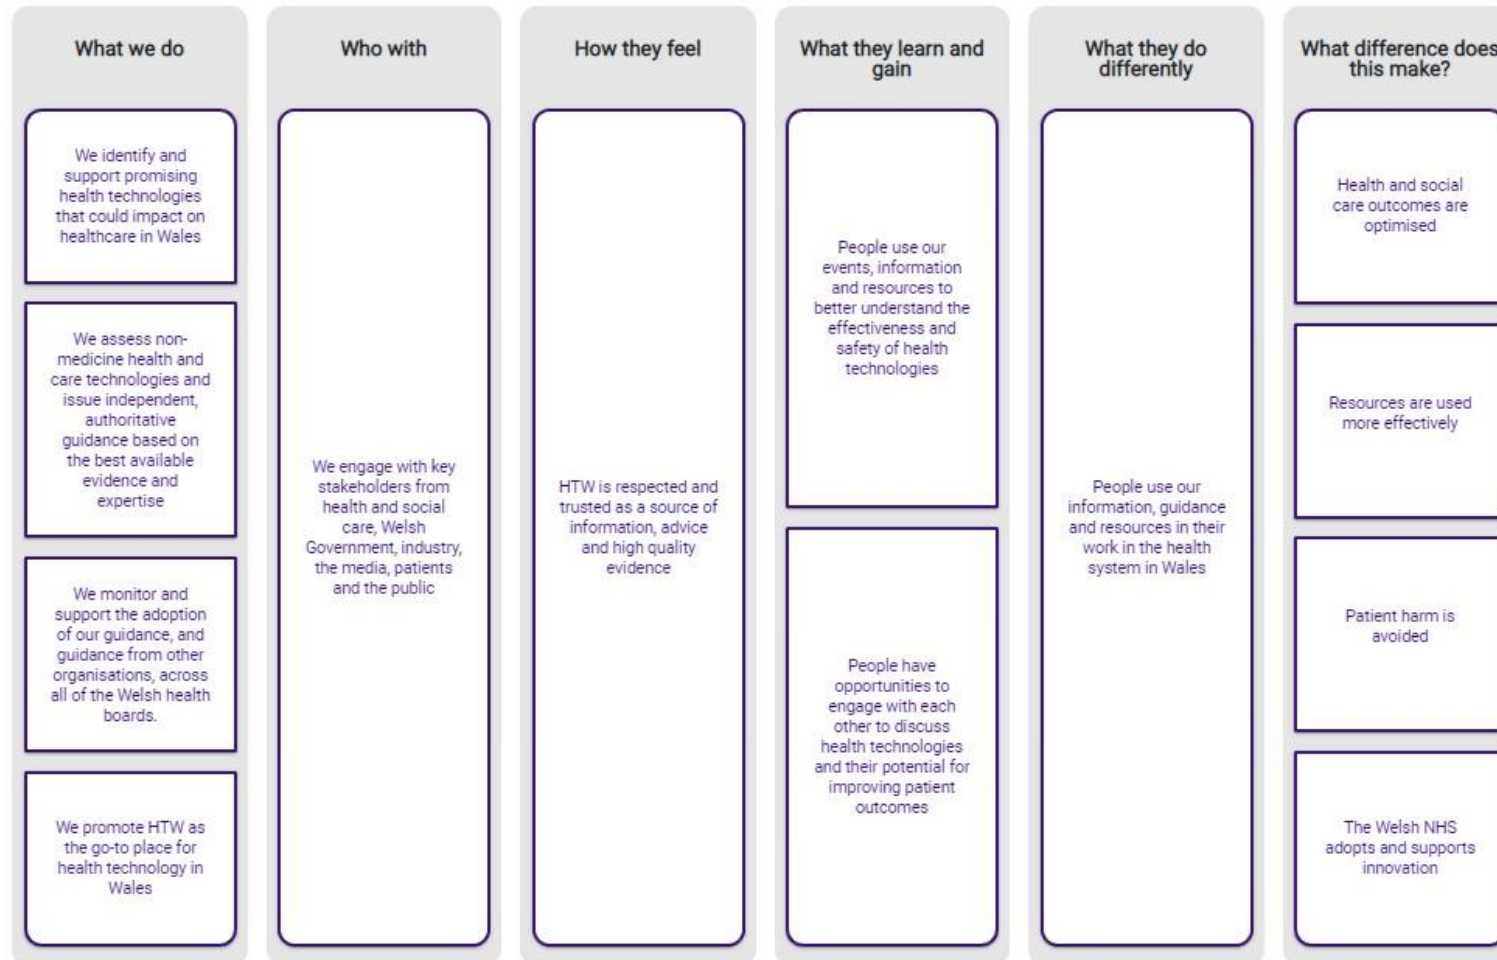 What we do
We identify and
support promising
health technologies
that could impact on
healthcare in Wales
We assess non-
medicine health and
care technologies and
issue independent,
authoritative
guidance based on
the best available
evidence and
expertise
We monitor and
support the adoption
of our guidance, and
guidance from other
organisations, across
all of the Welsh health
boards.
We promote HTW as
the go-to place for
health technology in
Wales
Who with
We engage with key
stakeholders from
health and social
care, Welsh
Government, industry,
the media, patients
and the public
How they feel
HTW is respected and
trusted as a source of
information, advice
and high quality
evidence
What they learn and
gain
People use our
events, information
and resources to
better understand the
effectiveness and
safety of health
technologies
People have
opportunities to
engage with each
other to discuss
health technologies
and their potential for
improving patient
outcomes
What they do
differently
People use our
information, guidance
and resources in their
work in the health
system in Wales
What difference does
this make?
Health and social
care outcomes are
optimised
Resources are used
more effectively
Patient harm is
avoided
The Welsh NHS
adopts and supports
innovation